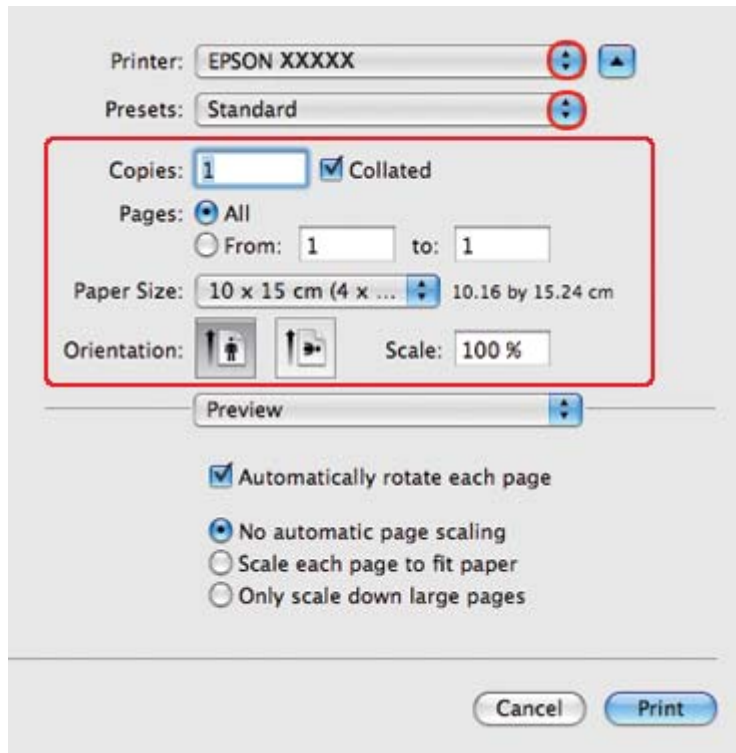 Printer: EPSON XXXXX
Presets: Standard
Copies: 1 Collated
Pages: All
From: 1 to: 1
Paper Size: 10 x 15 cm (4 x ... 10.16 by 15.24 cm
Orientation: Scale: 100 %
Preview
Automatically rotate each page
No automatic page scaling
Scale each page to fit paper
Only scale down large pages
Cancel Print